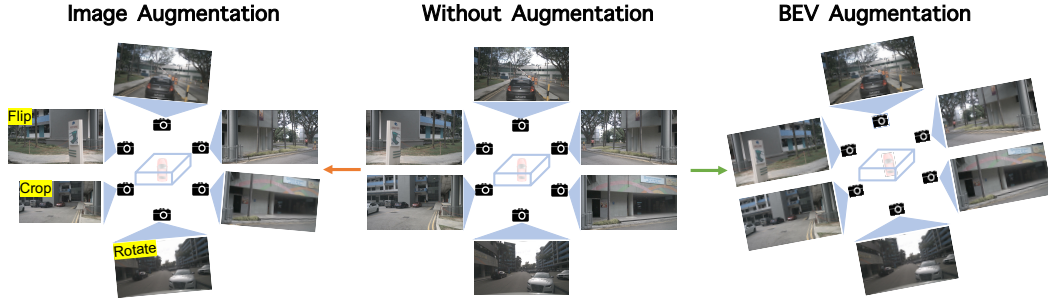 Image Augmentation
Without Augmentation
BEV Augmentation
Flip
Crop
Rotate